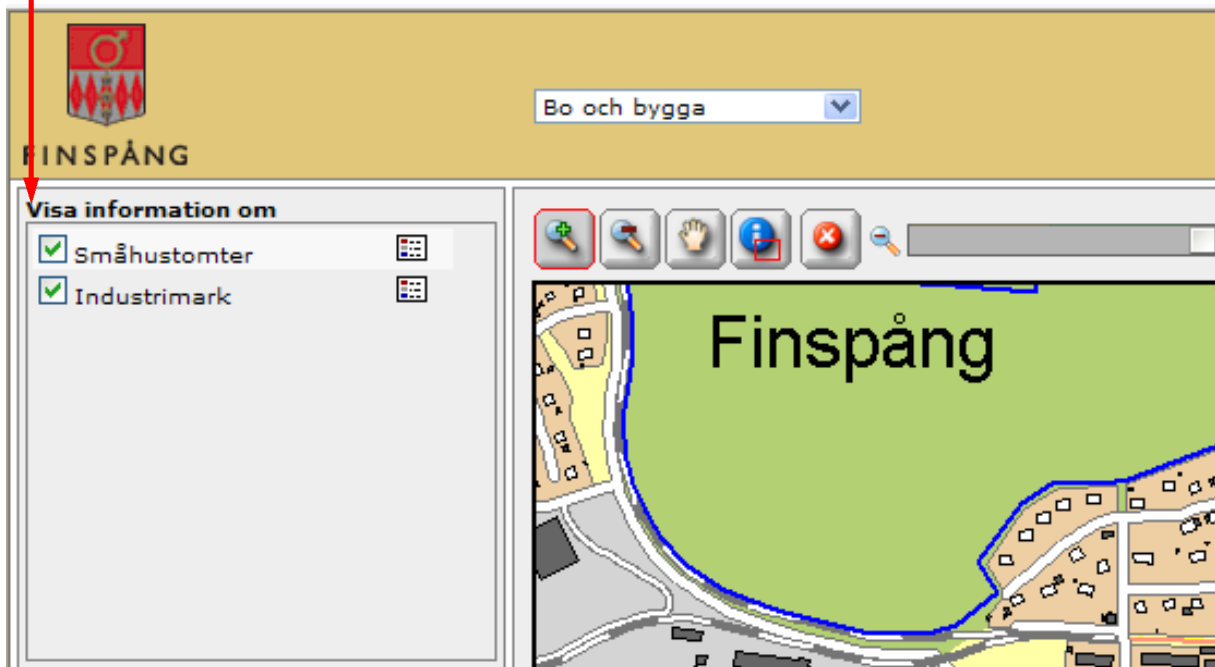 Bo och bygga
FINSPÅNG
Visa information om
Småhustomter
Industrimark
Finspång